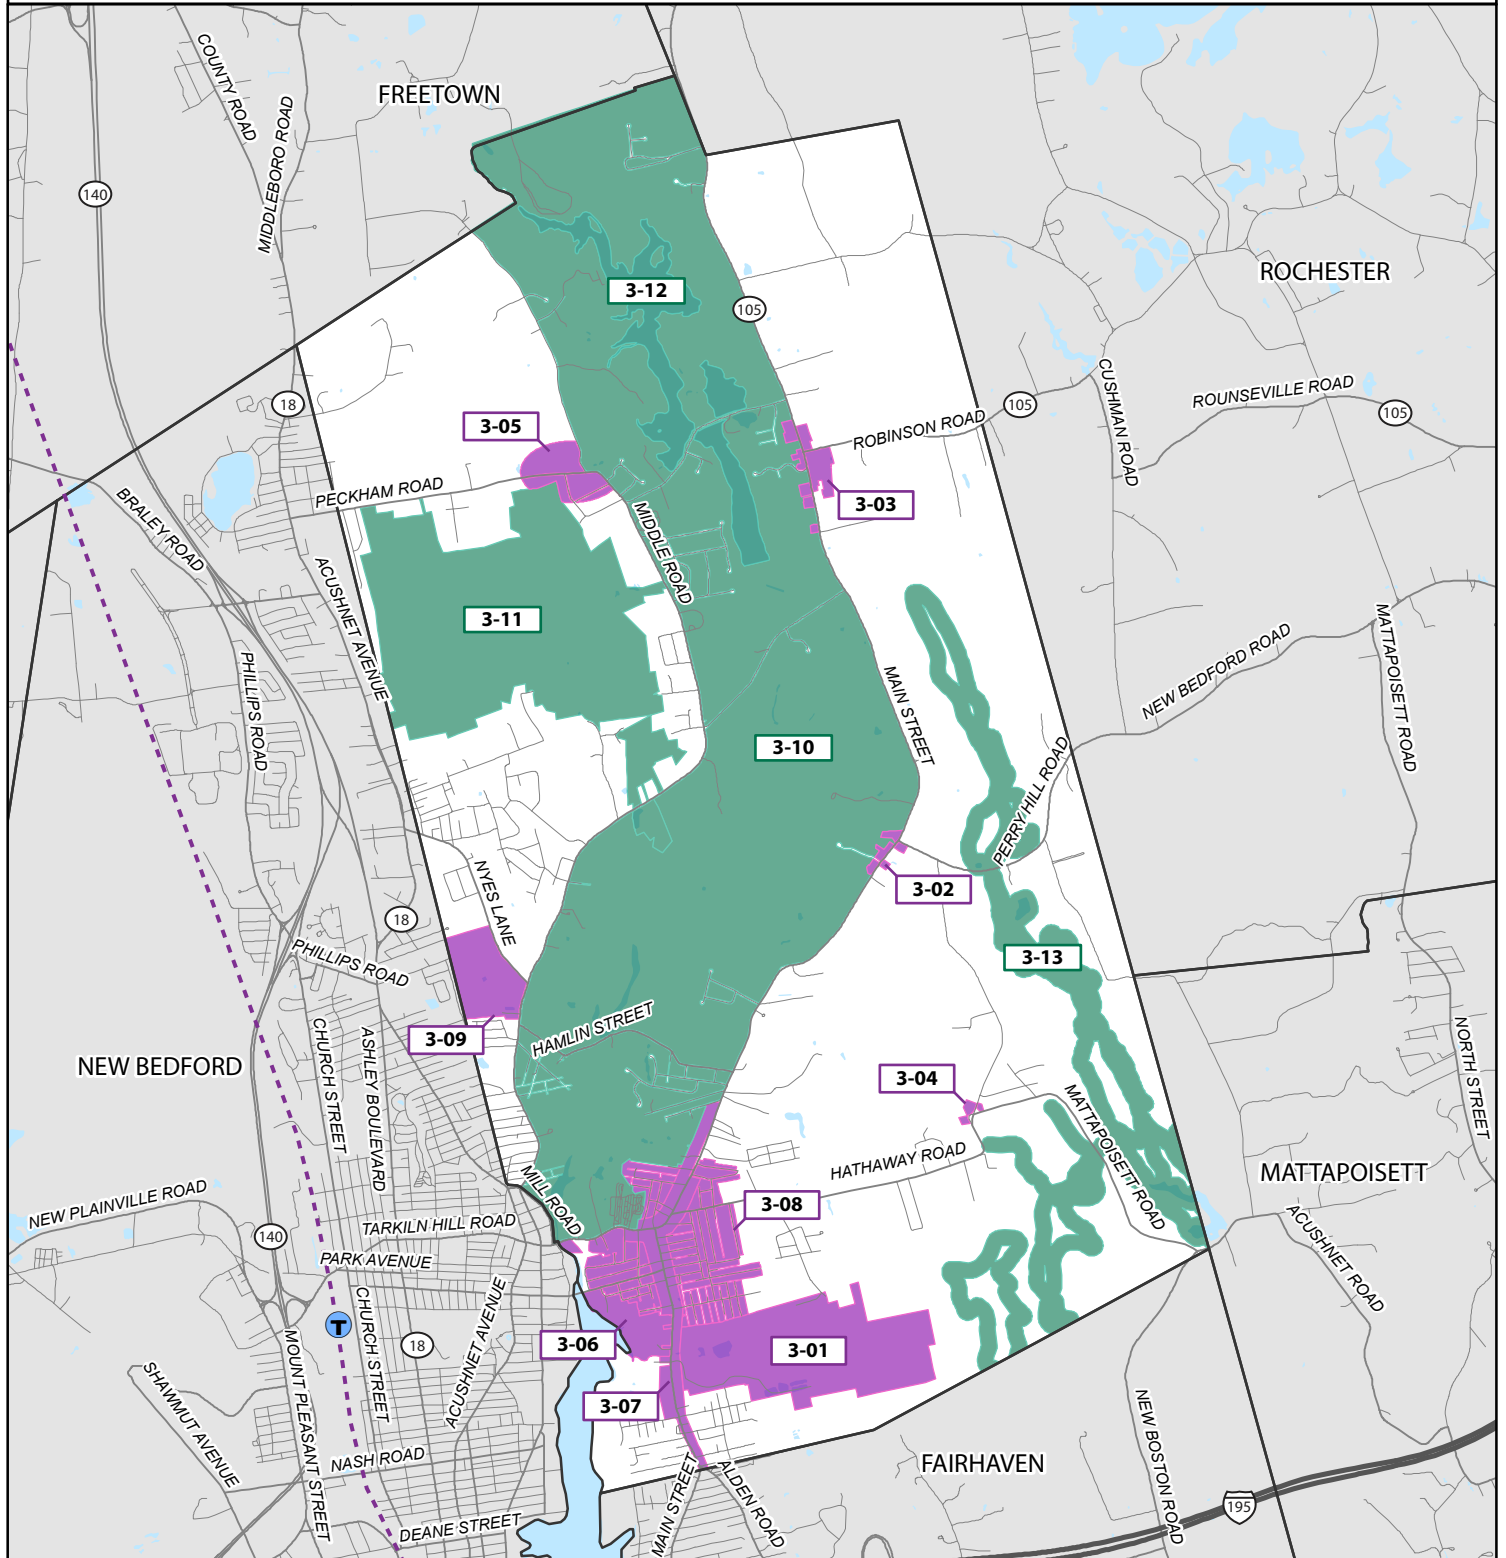 FREETOWN
COUNTY ROAD
MIDDLEBORO ROAD
140
ROCHESTER
3-12
105
18
CUSHMAN ROAD
ROUNSEVILLE ROAD
105
105
ROBINSON ROAD
3-05
PECKHAM ROAD
3-03
BRALEY ROAD
MIDDLE ROAD
ACUSHNET AVENUE
3-11
PHILLIPS ROAD
MAIN STREET
NEW BEDFORD ROAD
MATTAPOISETT ROAD
3-10
PERRY HILL ROAD
NYES LANE
3-02
18
PHILLIPS ROAD
3-13
3-09
HAMLIN STREET
NEW BEDFORD
CHURCH STREET
ASHLEY BOULEVARD
NORTH STREET
3-04
MATTAPOISETT ROAD
HATHAWAY ROAD
MATTAPOISETT
MILL ROAD
3-08
NEW PLAINVILLE ROAD
TARKILN HILL ROAD
140
PARK AVENUE
ACUSHNET ROAD
CHURCH STREET
T
18
3-06
3-01
MOUNT PLEASANT STREET
ACUSHNET AVENUE
SHAWMUT AVENUE
3-07
NEW BOSTON ROAD
NASH ROAD
FAIRHAVEN
MAIN STREET
ALDEN ROAD
195
DEANE STREET